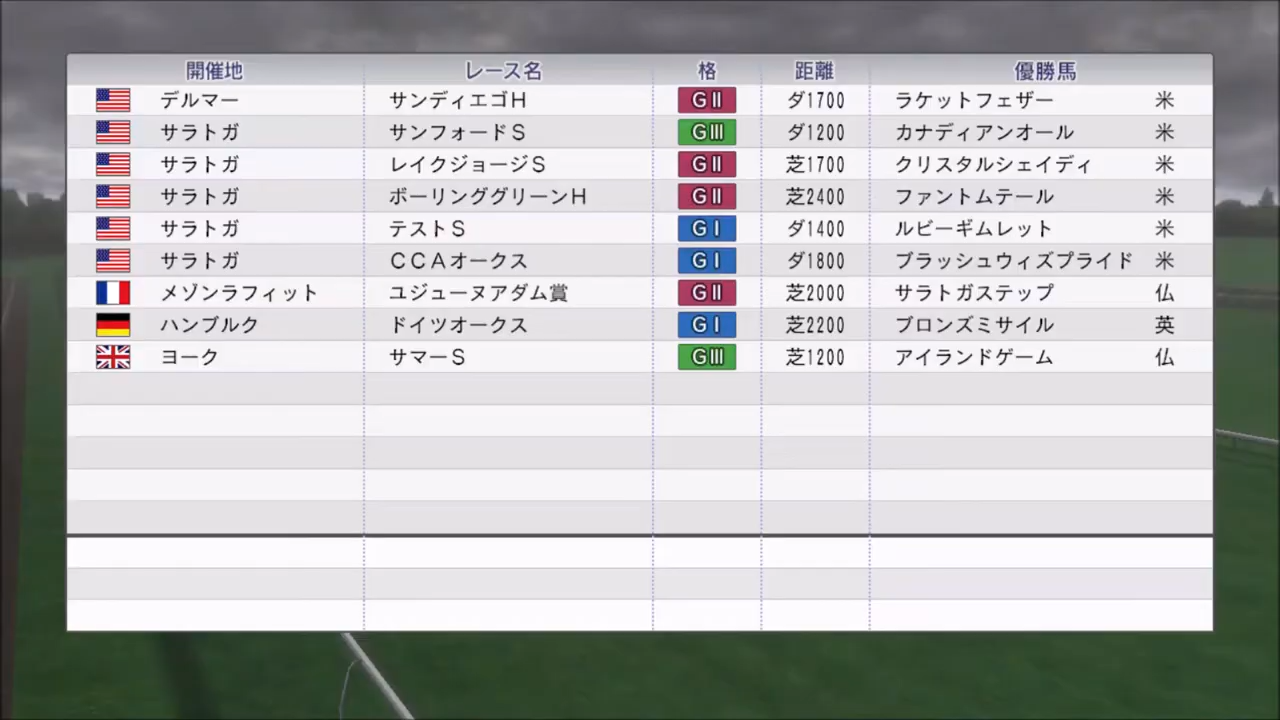 開催地 レース名 格 距離 優勝馬
デルマー サンディエゴH GⅡ ダ1700 ラケットフェザー 米
サラトガ サンフォードS GⅢ ダ1200 カナディアンオール 米
サラトガ レイクジョージS GⅡ 芝1700 クリスタルシェイディ 米
サラトガ ボーリンググリーンH GⅡ 芝2400 ファントムテール 米
サラトガ テストS GⅠ ダ1400 ルビーギムレット 米
サラトガ CCAオークス GⅠ ダ1800 ブラッシュウィズプライド 米
メゾンラフィット ユジェーヌアダム賞 GⅡ 芝2000 サラトガステップ 仏
ハンブルク ドイツオークス GⅠ 芝2200 ブロンズミサイル 英
ヨーク サマーS GⅢ 芝1200 アイランドゲーム 仏